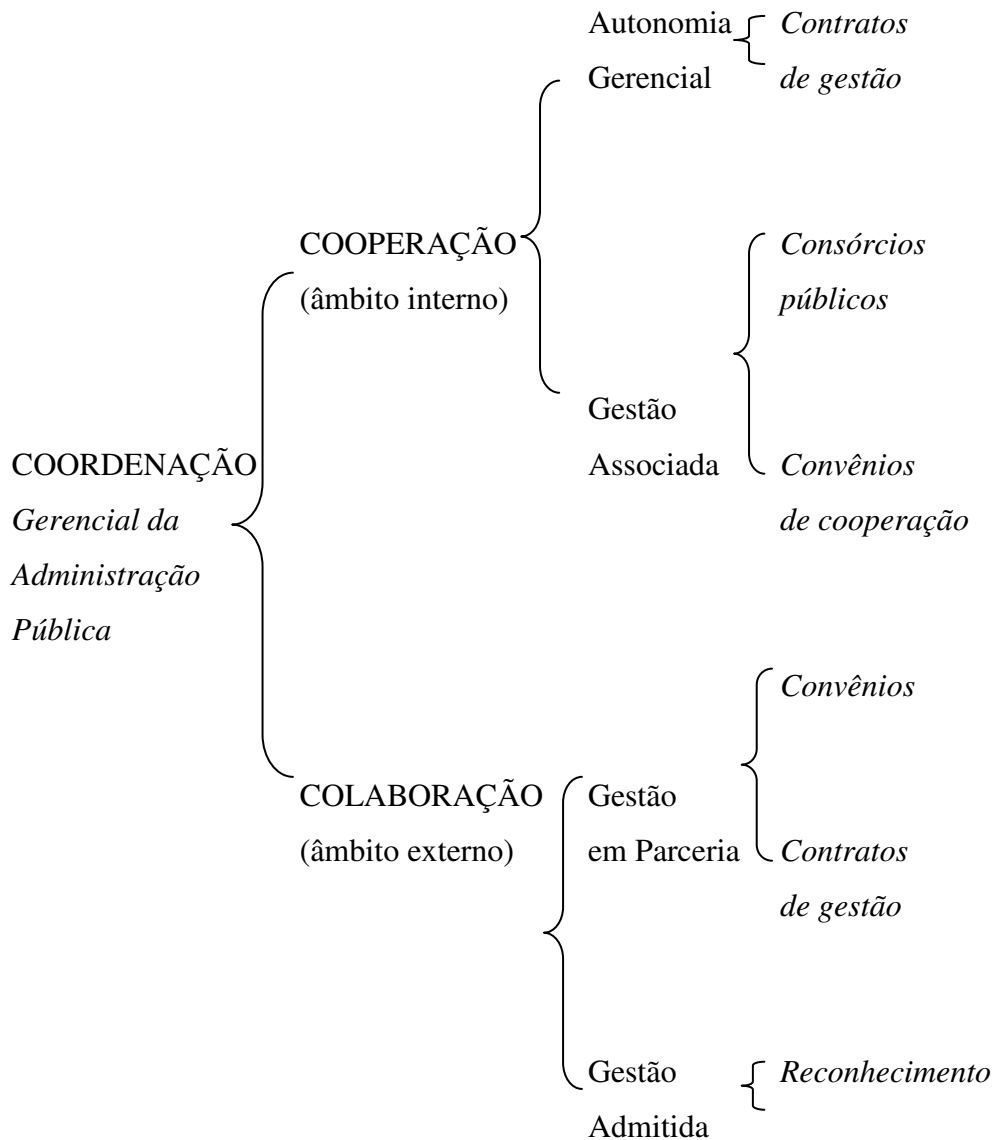 Autonomia
Gerencial
Contratos
de gestão
COOPERAÇÃO
(âmbito interno)
Consórcios
públicos
Gestão
Associada
Convênios
de cooperação
COORDENAÇÃO
Gerencial da
Administração
Pública
Convênios
COLABORAÇÃO
(âmbito externo)
Gestão
em Parceria
Contratos
de gestão
Gestão
Admitida
Reconhecimento